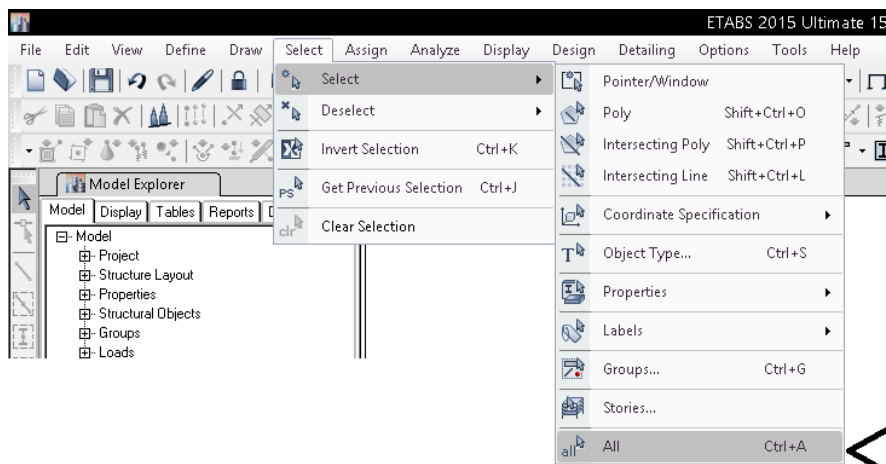 ETABS 2015 Ultimate 15
File Edit View Define Draw Select Assign Analyze Display Design Detailing Options Tools Help
Select
Deselect
Invert Selection Ctrl+K
PS Get Previous Selection Ctrl+J
clr Clear Selection
Pointer/Window
Poly Shift+Ctrl+O
Intersecting Poly Shift+Ctrl+P
Intersecting Line Shift+Ctrl+L
Coordinate Specification
T Object Type... Ctrl+S
Properties
Labels
Groups... Ctrl+G
Stories...
all All Ctrl+A
Model Explorer
Model Display Tables Reports
Model
Project
Structure Layout
Properties
Structural Objects
Groups
Loads